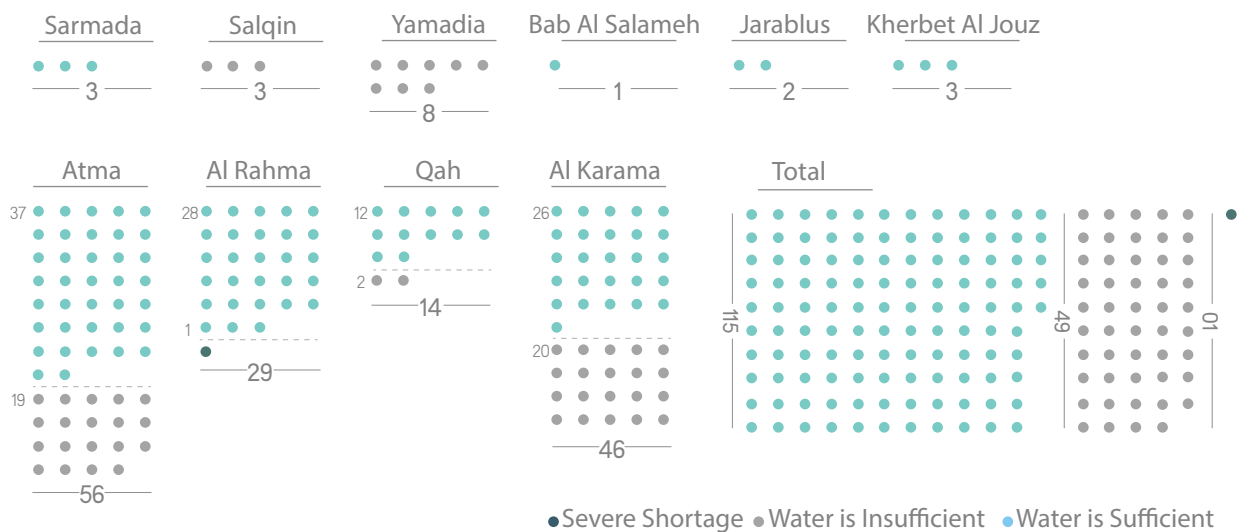 Sarmada
3
Salqin
3
Yamadia
8
Bab Al Salameh
1
Jarablus
2
Kherbet Al Jouz
3
Atma
37
19
56
Al Rahma
28
1
29
Qah
12
2
14
Al Karama
26
20
46
Total
115
49
01
Severe Shortage
Water is Insufficient
Water is Sufficient